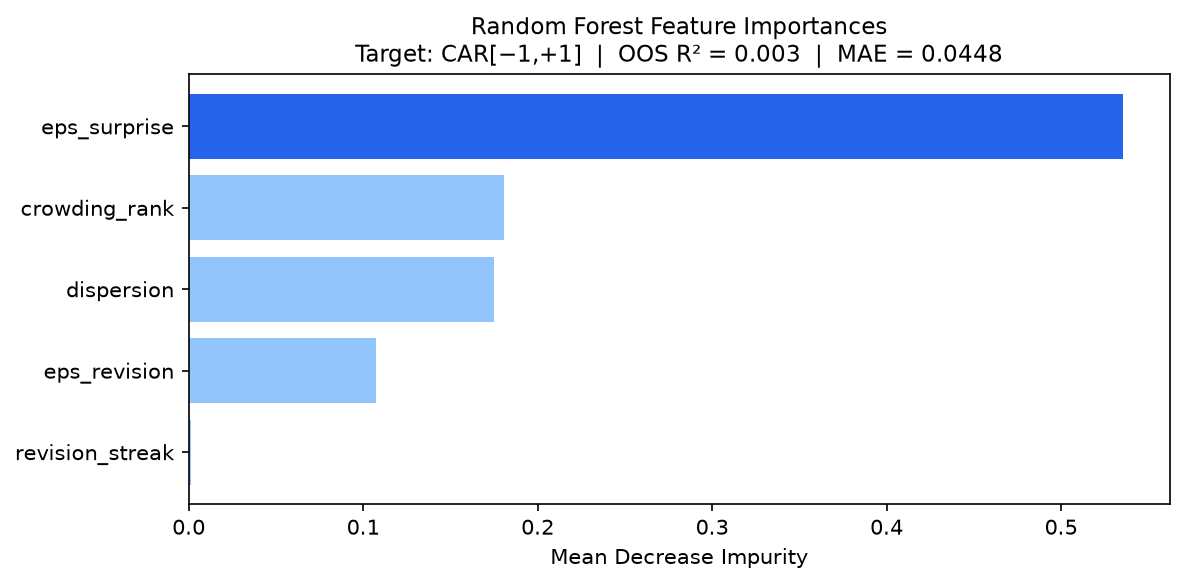 Random Forest Feature Importances
Target: CAR[−1,+1]  |  OOS R² = 0.003  |  MAE = 0.0448
eps_surprise
crowding_rank
dispersion
eps_revision
revision_streak
0.0 0.1 0.2 0.3 0.4 0.5
Mean Decrease Impurity